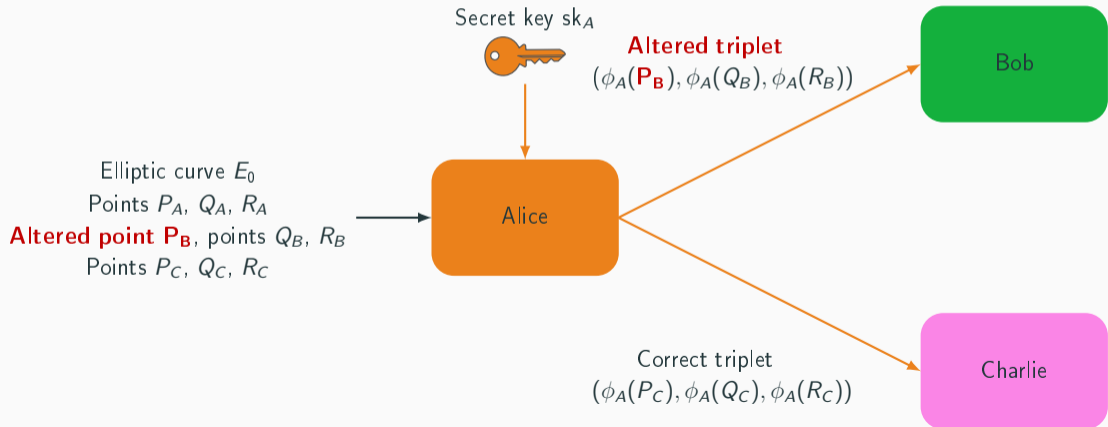 Secret key sk_A
Altered triplet
(ϕ_A(P_B), ϕ_A(Q_B), ϕ_A(R_B))
Bob
Elliptic curve E_0
Points P_A, Q_A, R_A
Altered point P_B, points Q_B, R_B
Points P_C, Q_C, R_C
Alice
Correct triplet
(ϕ_A(P_C), ϕ_A(Q_C), ϕ_A(R_C))
Charlie